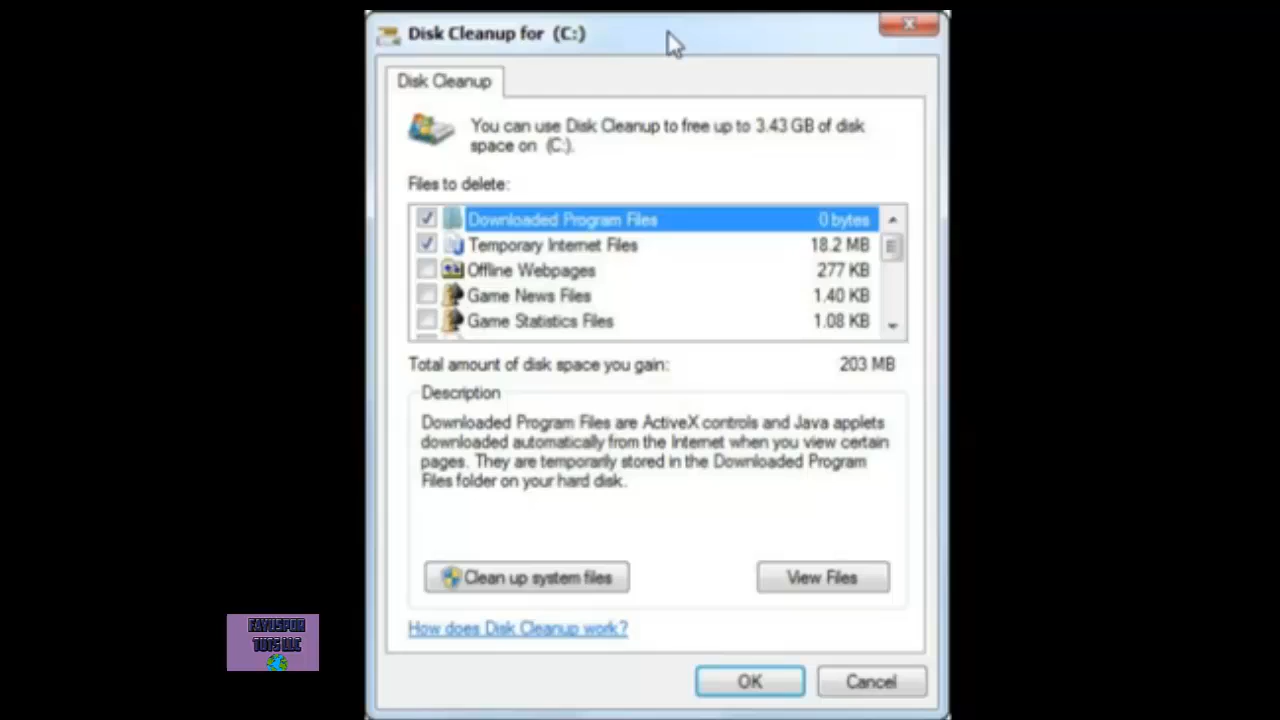 Disk Cleanup for (C:)
Disk Cleanup
You can use Disk Cleanup to free up to 3.43 GB of disk
space on (C:).
Files to delete:
Downloaded Program Files 0 bytes
Temporary Internet Files 18.2 MB
Offline Webpages 277 KB
Game News Files 1.40 KB
Game Statistics Files 1.08 KB
Total amount of disk space you gain: 203 MB
Description
Downloaded Program Files are ActiveX controls and Java applets
downloaded automatically from the Internet when you view certain
pages. They are temporarily stored in the Downloaded Program
Files folder on your hard disk.
Clean up system files View Files
How does Disk Cleanup work?
OK Cancel
TUTS LLC